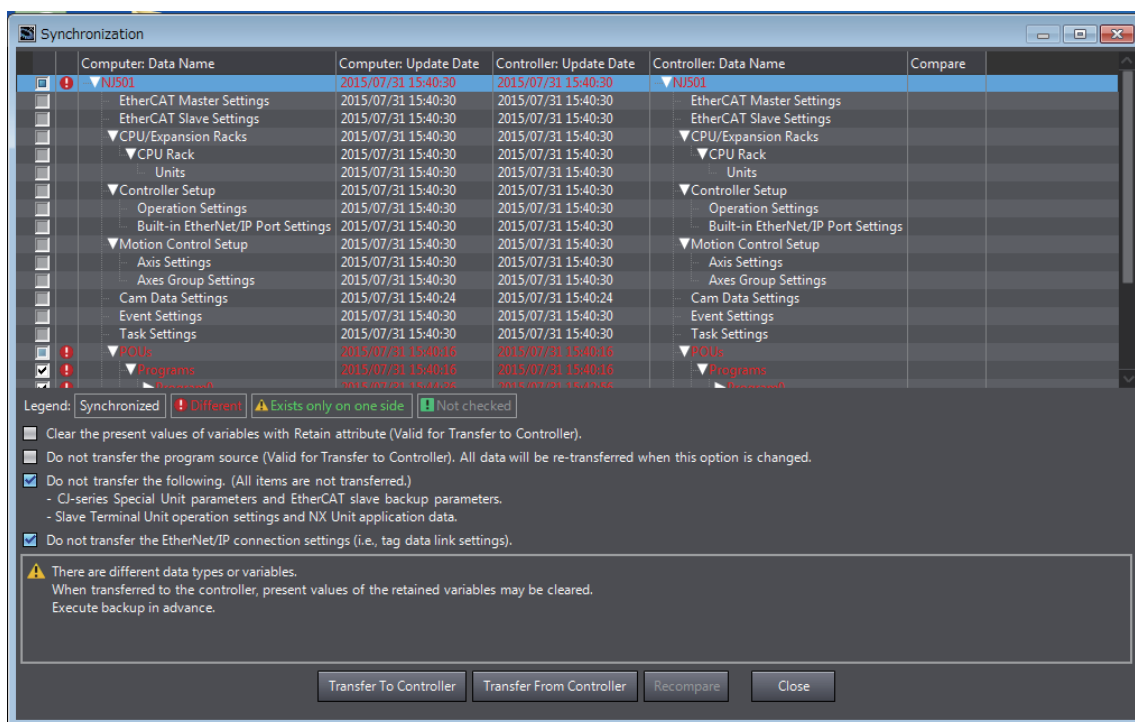 Synchronization
Computer: Data Name Computer: Update Date Controller: Update Date Controller: Data Name Compare
NJ501 2015/07/31 15:40:30 2015/07/31 15:40:30 NJ501
EtherCAT Master Settings 2015/07/31 15:40:30 2015/07/31 15:40:30 EtherCAT Master Settings
EtherCAT Slave Settings 2015/07/31 15:40:30 2015/07/31 15:40:30 EtherCAT Slave Settings
CPU/Expansion Racks 2015/07/31 15:40:30 2015/07/31 15:40:30 CPU/Expansion Racks
CPU Rack 2015/07/31 15:40:30 2015/07/31 15:40:30 CPU Rack
Units 2015/07/31 15:40:30 2015/07/31 15:40:30 Units
Controller Setup 2015/07/31 15:40:30 2015/07/31 15:40:30 Controller Setup
Operation Settings 2015/07/31 15:40:30 2015/07/31 15:40:30 Operation Settings
Built-in EtherNet/IP Port Settings 2015/07/31 15:40:30 2015/07/31 15:40:30 Built-in EtherNet/IP Port Settings
Motion Control Setup 2015/07/31 15:40:30 2015/07/31 15:40:30 Motion Control Setup
Axis Settings 2015/07/31 15:40:30 2015/07/31 15:40:30 Axis Settings
Axes Group Settings 2015/07/31 15:40:30 2015/07/31 15:40:30 Axes Group Settings
Cam Data Settings 2015/07/31 15:40:24 2015/07/31 15:40:24 Cam Data Settings
Event Settings 2015/07/31 15:40:30 2015/07/31 15:40:30 Event Settings
Task Settings 2015/07/31 15:40:30 2015/07/31 15:40:30 Task Settings
POUs 2015/07/31 15:40:16 2015/07/31 15:40:16 POUs
Programs 2015/07/31 15:40:16 2015/07/31 15:40:16 Programs
Program0 Program0
Legend: Synchronized Different Exists only on one side Not checked
Clear the present values of variables with Retain attribute (Valid for Transfer to Controller).
Do not transfer the program source (Valid for Transfer to Controller). All data will be re-transferred when this option is changed.
Do not transfer the following. (All items are not transferred.)
- CJ-series Special Unit parameters and EtherCAT slave backup parameters.
- Slave Terminal Unit operation settings and NX Unit application data.
Do not transfer the EtherNet/IP connection settings (i.e., tag data link settings).
There are different data types or variables.
When transferred to the controller, present values of the retained variables may be cleared.
Execute backup in advance.
Transfer To Controller Transfer From Controller Recompare Close